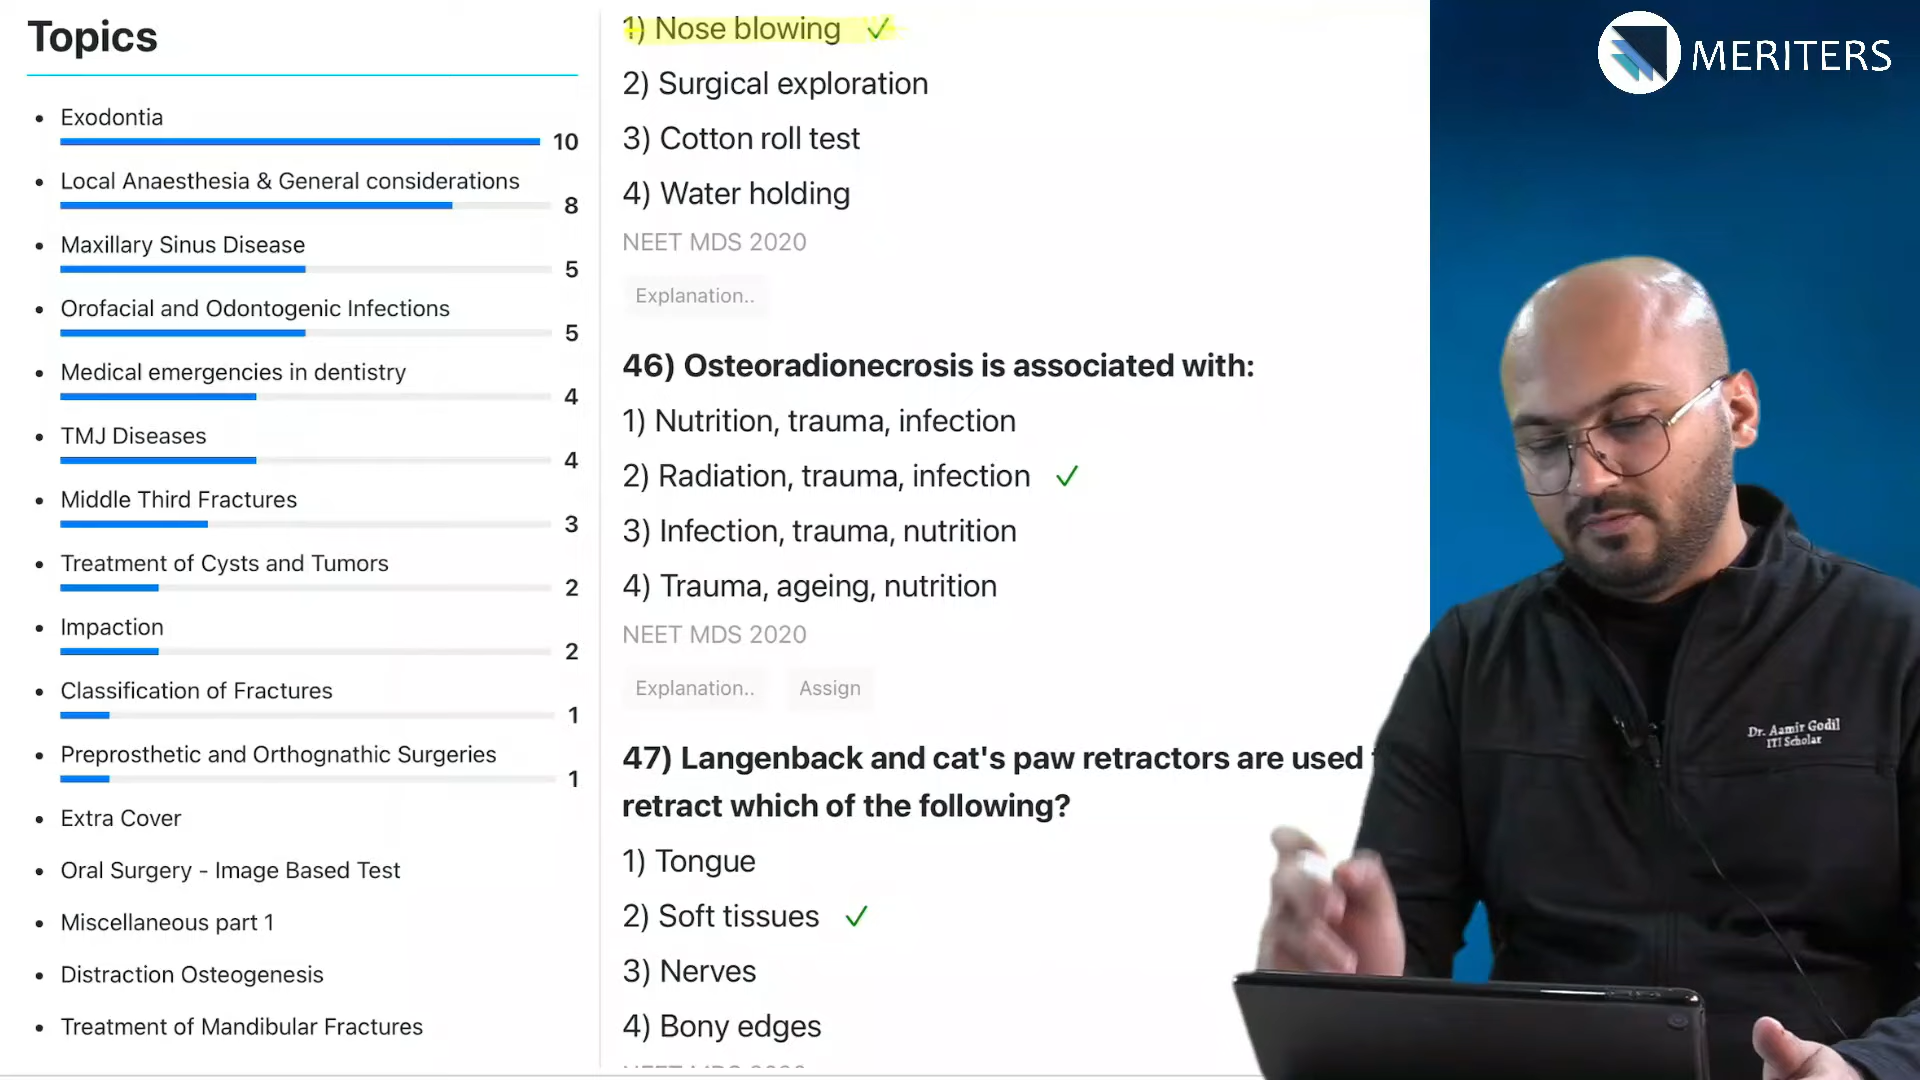 Topics
Exodontia
10
Local Anaesthesia & General considerations
8
Maxillary Sinus Disease
5
Orofacial and Odontogenic Infections
5
Medical emergencies in dentistry
4
TMJ Diseases
4
Middle Third Fractures
3
Treatment of Cysts and Tumors
2
Impaction
2
Classification of Fractures
1
Preprosthetic and Orthognathic Surgeries
1
Extra Cover
Oral Surgery - Image Based Test
Miscellaneous part 1
Distraction Osteogenesis
Treatment of Mandibular Fractures
1) Nose blowing ✓
2) Surgical exploration
3) Cotton roll test
4) Water holding
NEET MDS 2020
Explanation..
46) Osteoradionecrosis is associated with:
1) Nutrition, trauma, infection
2) Radiation, trauma, infection ✓
3) Infection, trauma, nutrition
4) Trauma, ageing, nutrition
NEET MDS 2020
Explanation.. Assign
47) Langenback and cat's paw retractors are used
retract which of the following?
1) Tongue
2) Soft tissues ✓
3) Nerves
4) Bony edges
MERITERS
Dr. Aamir Godil
ITI Scholar